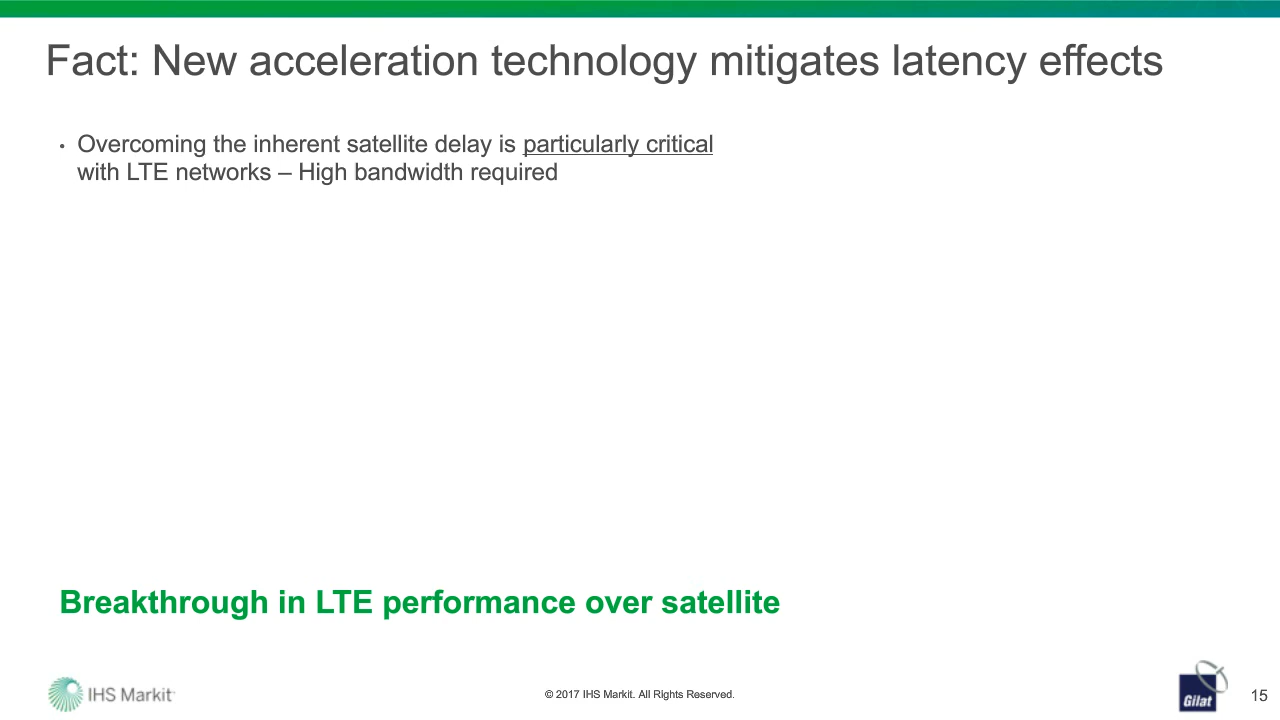 Fact: New acceleration technology mitigates latency effects
• Overcoming the inherent satellite delay is particularly critical
with LTE networks – High bandwidth required
Breakthrough in LTE performance over satellite
IHS Markit™
© 2017 IHS Markit. All Rights Reserved.
Gilat
15